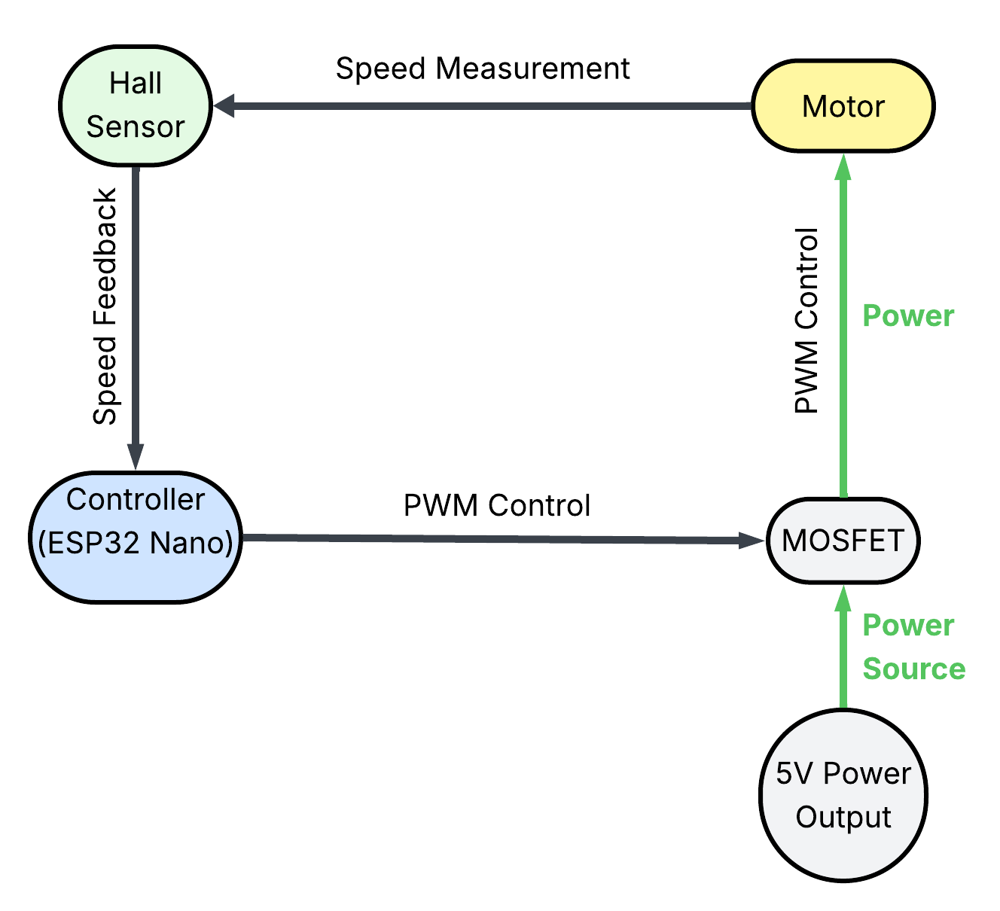 Hall
Sensor
Speed Measurement
Motor
Speed Feedback
PWM Control
Power
Controller
(ESP32 Nano)
PWM Control
MOSFET
Power
Source
5V Power
Output